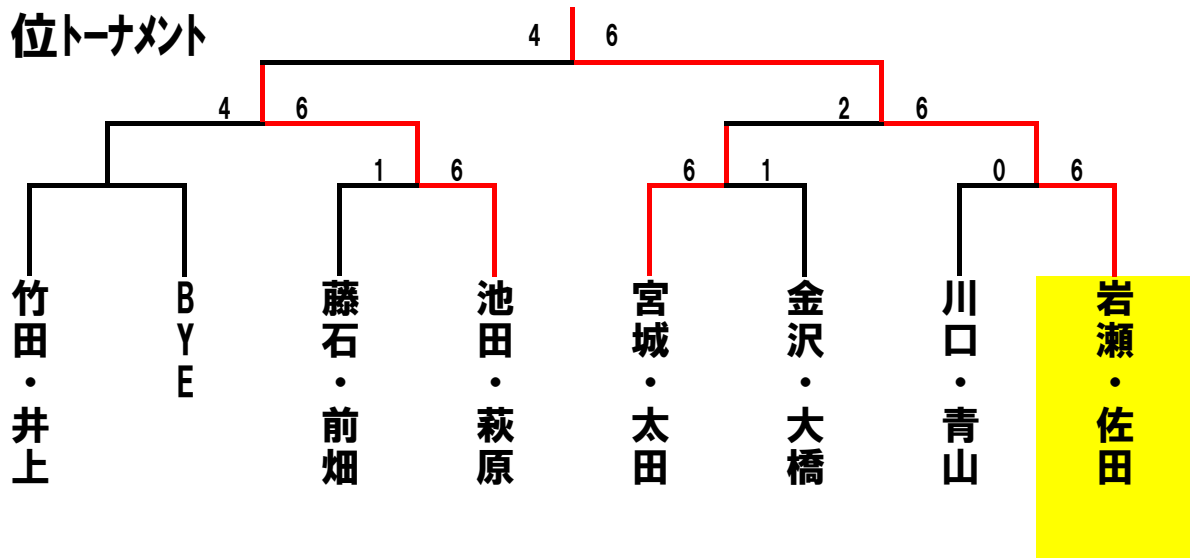 位トーナメント
4 6
4 6
2 6
1 6
6 1
0 6
竹田・井上
BYE
藤石・前畑
池田・萩原
宮城・太田
金沢・大橋
川口・青山
岩瀬・佐田